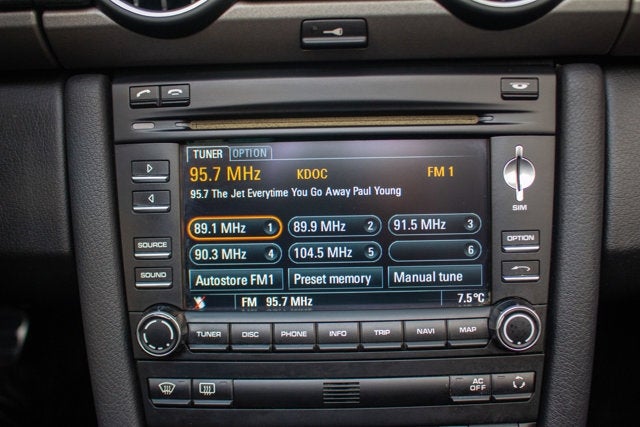 TUNER OPTION
95.7 MHz KDOC FM 1
95.7 The Jet Everytime You Go Away Paul Young
89.1 MHz 1 89.9 MHz 2 91.5 MHz 3
90.3 MHz 4 104.5 MHz 5 6
Autostore FM1 Preset memory Manual tune
FM 95.7 MHz 7.5°C
SIM
SOURCE
OPTION
SOUND
TUNER DISC PHONE INFO TRIP NAVI MAP
AC
OFF